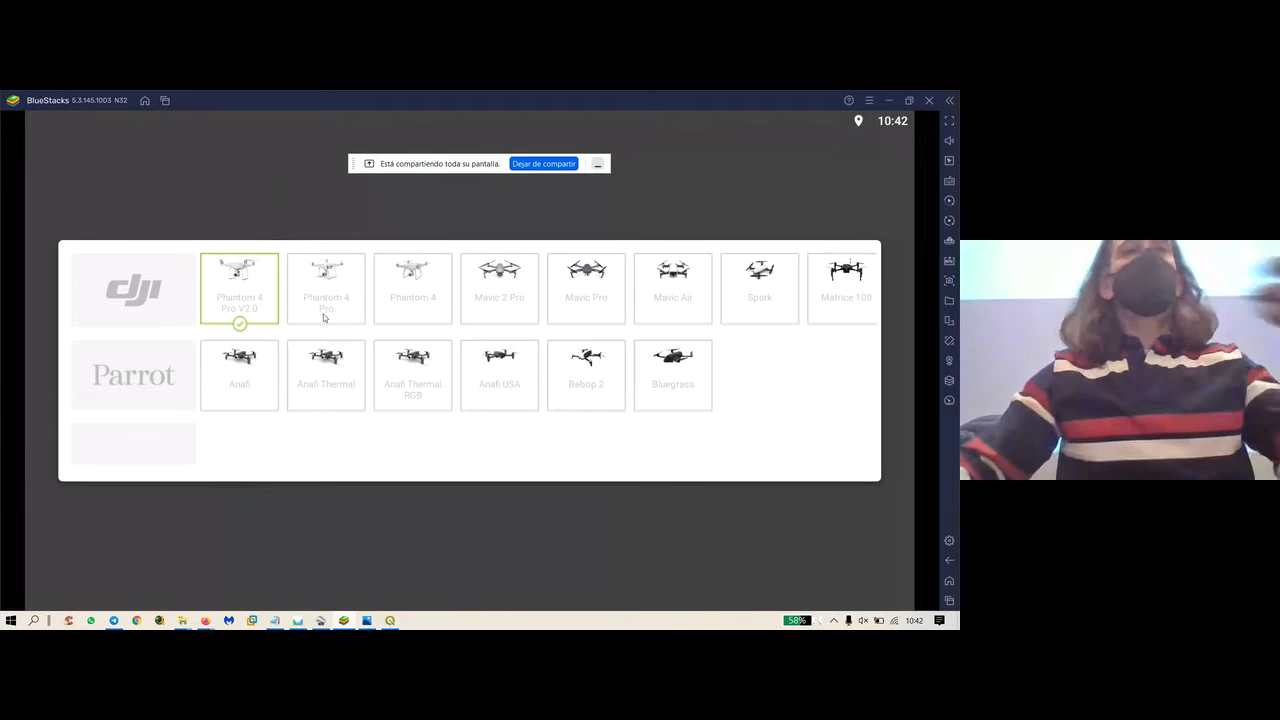 BlueStacks 5.3.145.1003 N32
10:42
Está compartiendo toda su pantalla. Dejar de compartir
dji
Phantom 4
Pro V2.0
Phantom 4
Pro
Phantom 4
Mavic 2 Pro
Mavic Pro
Mavic Air
Spark
Matrice 100
Parrot
Anafi
Anafi Thermal
Anafi Thermal
RGB
Anafi USA
Bebop 2
Bluegrass
58%
10:42